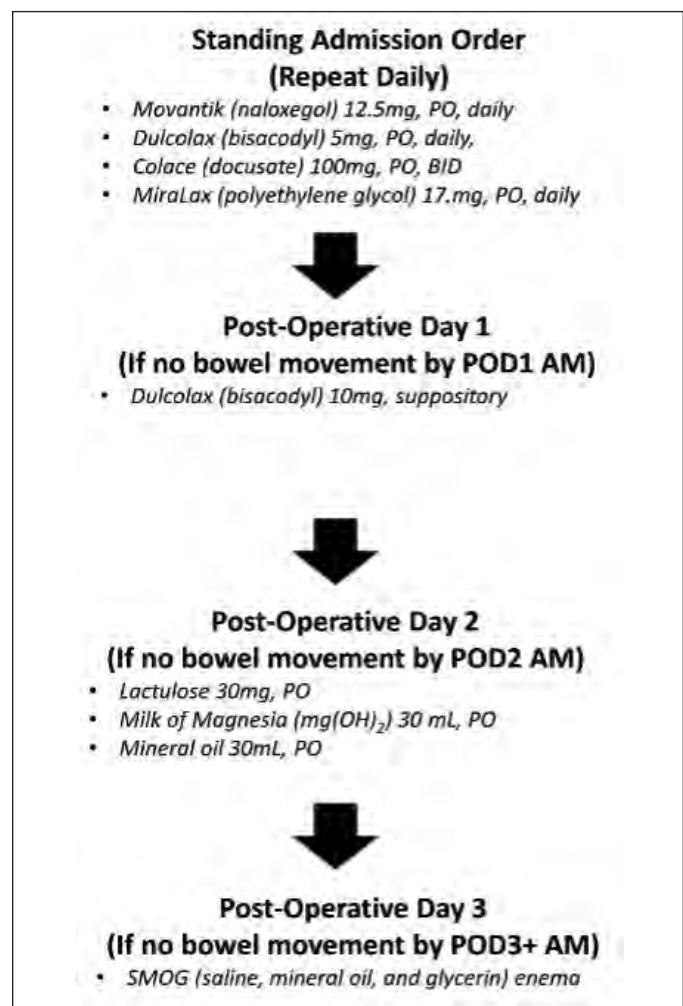 Standing Admission Order
(Repeat Daily)
• Movantik (naloxegol) 12.5mg, PO, daily
• Dulcolax (bisacodyl) 5mg, PO, daily,
• Colace (docusate) 100mg, PO, BID
• MiraLax (polyethylene glycol) 17.mg, PO, daily
Post-Operative Day 1
(If no bowel movement by POD1 AM)
• Dulcolax (bisacodyl) 10mg, suppository
Post-Operative Day 2
(If no bowel movement by POD2 AM)
• Lactulose 30mg, PO
• Milk of Magnesia (mg(OH)₂) 30 mL, PO
• Mineral oil 30mL, PO
Post-Operative Day 3
(If no bowel movement by POD3+ AM)
• SMOG (saline, mineral oil, and glycerin) enema